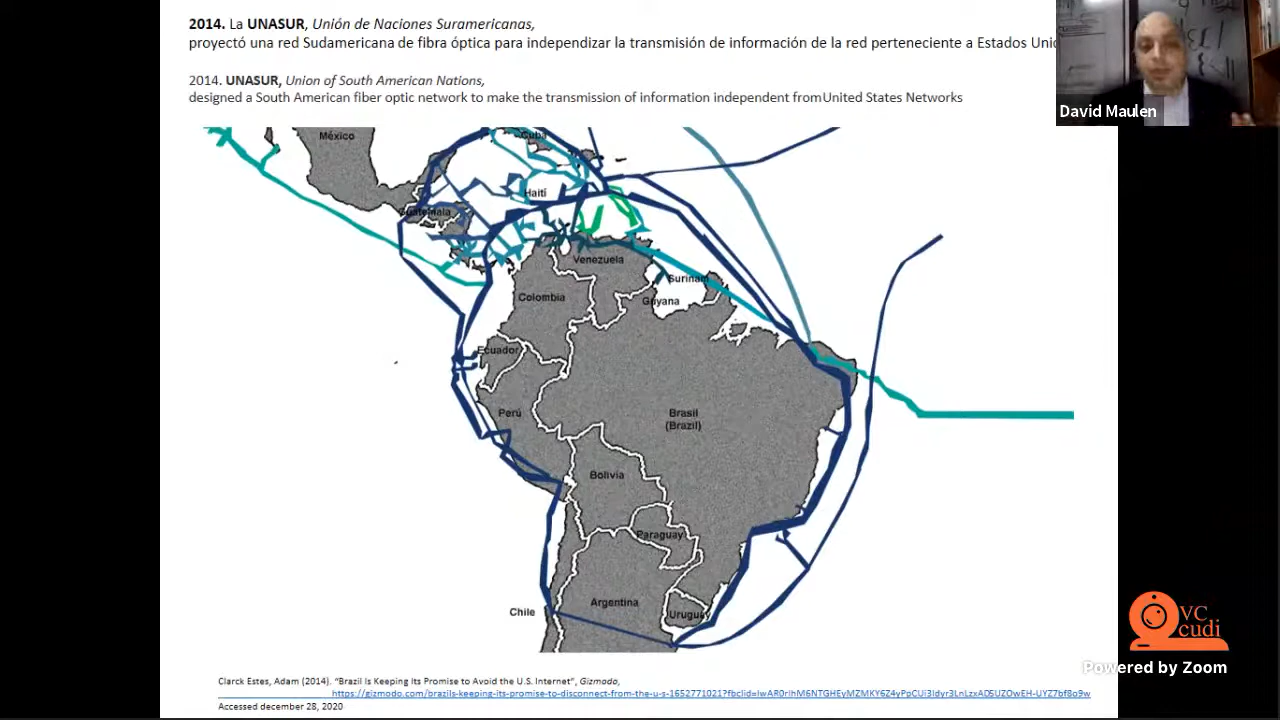 2014. La UNASUR, Unión de Naciones Suramericanas,
proyectó una red Sudamericana de fibra óptica para independizar la transmisión de información de la red perteneciente a Estados
2014. UNASUR, Union of South American Nations,
designed a South American fiber optic network to make the transmission of information independent fromUnited States Networks
David Maulen
México
Cuba
Haití
Guatemala
Venezuela
Surinam
Guyana
Colombia
Ecuador
Perú
Brasil
(Brazil)
Bolivia
Paraguay
Chile
Argentina
Uruguay
VC
cudi
Powered by Zoom
Clarck Estes, Adam (2014). "Brazil Is Keeping Its Promise to Avoid the U.S. Internet", Gizmodo,
Accessed december 28, 2020